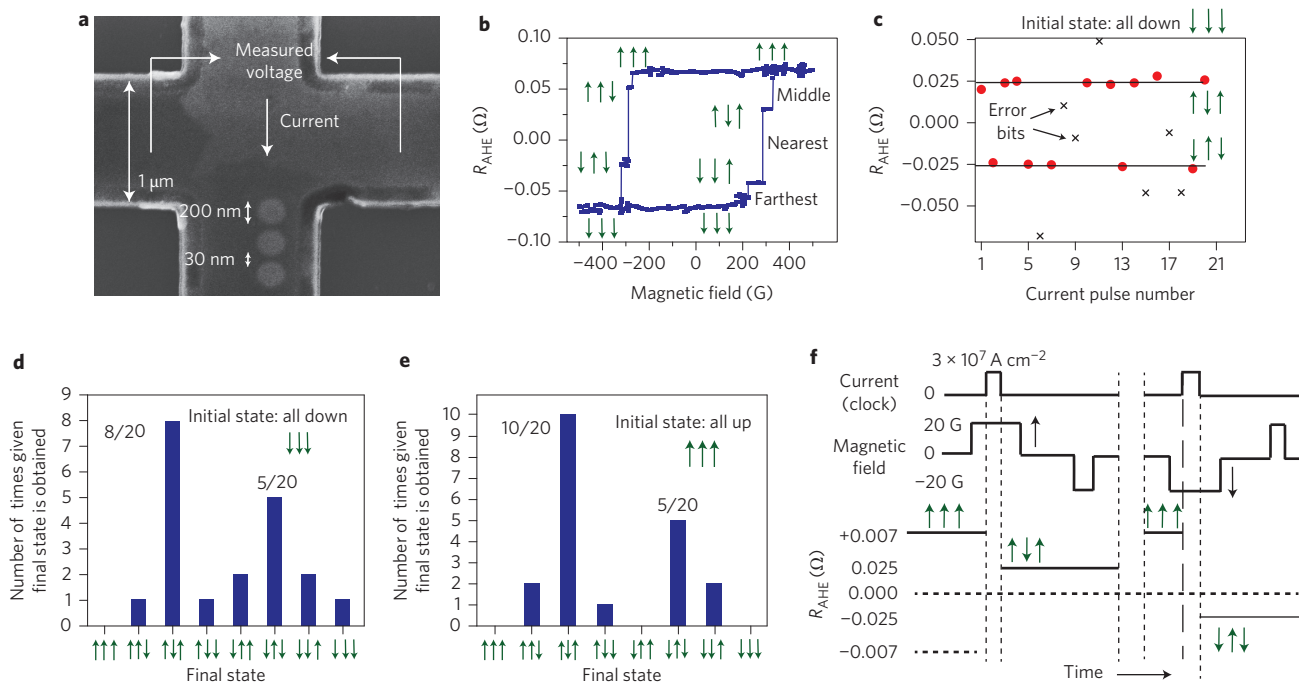 a
Measured
voltage
Current
1 μm
200 nm
30 nm
b
0.10
0.05
0.00
−0.05
−0.10
R_AHE (Ω)
↑↑↑
↑↑↑
↑↑↓
Middle
↑↓↑
Nearest
↓↑↓
↓↓↑
Farthest
↓↓↓
↓↓↓
−400 −200 0 200 400
Magnetic field (G)
c
Initial state: all down ↓↓↓
0.050
0.025
0.000
−0.025
−0.050
R_AHE (Ω)
Error
bits
↑↓↑
↓↑↓
1 5 9 13 17 21
Current pulse number
d
Number of times given
final state is obtained
9
8
7
6
5
4
3
2
1
0
8/20
Initial state: all down
↓↓↓
5/20
↑↑↑ ↑↑↓ ↑↓↑ ↑↓↓ ↓↑↑ ↓↑↓ ↓↓↑ ↓↓↓
Final state
e
Number of times given
final state is obtained
10
9
8
7
6
5
4
3
2
1
0
10/20
Initial state: all up
↑↑↑
5/20
↑↑↑ ↑↑↓ ↑↓↑ ↑↓↓ ↓↑↑ ↓↑↓ ↓↓↑ ↓↓↓
Final state
f
3 × 10⁷ A cm⁻²
Current
(clock)
0
20 G
Magnetic
field
0
−20 G
↑
↓
↑↑↑
↑↑↑
+0.007
↑↓↑
0.025
0.000
−0.025
−0.007
R_AHE (Ω)
↓↑↓
Time